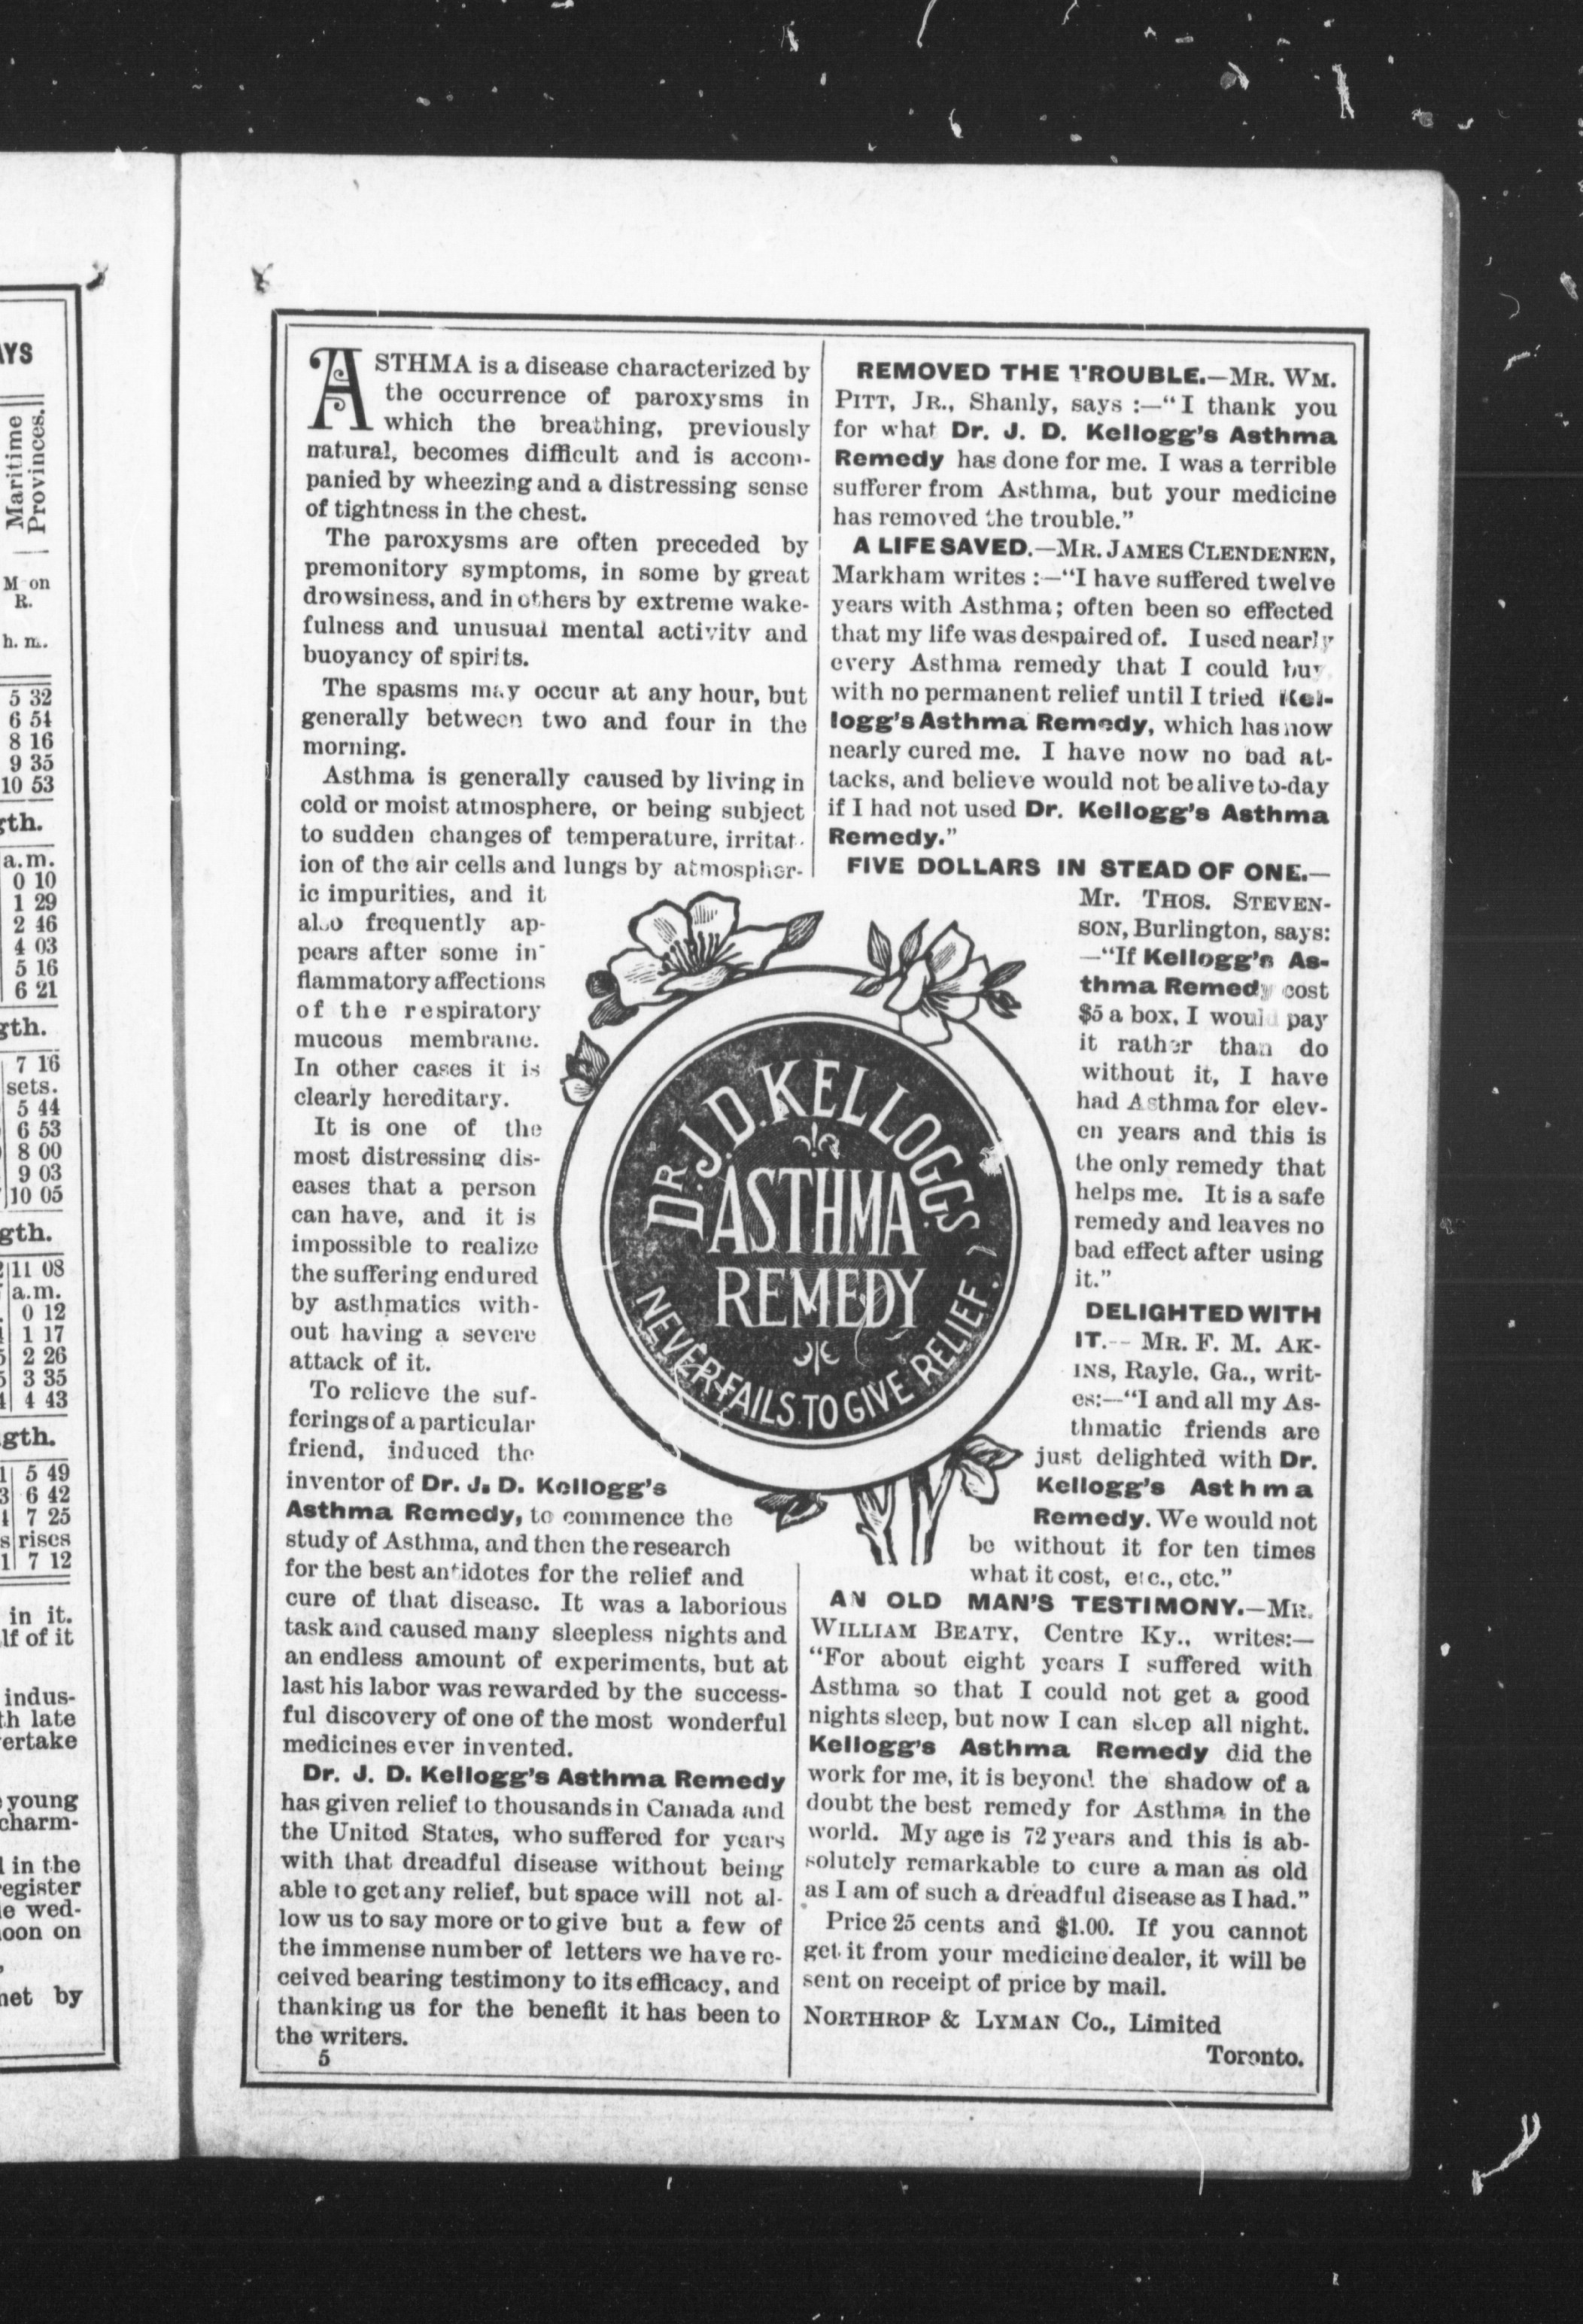 AYS
Maritime
Provinces.
M on
R.
h. m.
5 32
6 54
8 16
9 35
10 53
gth.
a.m.
0 10
1 29
2 46
4 03
5 16
6 21
gth.
7 16
sets.
5 44
6 53
8 00
9 03
10 05
gth.
11 08
a.m.
0 12
1 17
2 26
3 35
4 43
gth.
5 49
6 42
7 25
rises
7 12
in it.
lf of it
indus-
th late
ertake
young
charm-
in the
egister
e wed-
oon on
net by
ASTHMA is a disease characterized by
the occurrence of paroxysms in
which the breathing, previously
natural, becomes difficult and is accom-
panied by wheezing and a distressing sense
of tightness in the chest.
The paroxysms are often preceded by
premonitory symptoms, in some by great
drowsiness, and in others by extreme wake-
fulness and unusual mental activity and
buoyancy of spirits.
The spasms may occur at any hour, but
generally between two and four in the
morning.
Asthma is generally caused by living in
cold or moist atmosphere, or being subject
to sudden changes of temperature, irritat-
ion of the air cells and lungs by atmospher-
ic impurities, and it
also frequently ap-
pears after some in-
flammatory affections
of the respiratory
mucous membrane.
In other cases it is
clearly hereditary.
It is one of the
most distressing dis-
eases that a person
can have, and it is
impossible to realize
the suffering endured
by asthmatics with-
out having a severe
attack of it.
To relieve the suf-
ferings of a particular
friend, induced the
inventor of Dr. J. D. Kellogg's
Asthma Remedy, to commence the
study of Asthma, and then the research
for the best antidotes for the relief and
cure of that disease. It was a laborious
task and caused many sleepless nights and
an endless amount of experiments, but at
last his labor was rewarded by the success-
ful discovery of one of the most wonderful
medicines ever invented.
Dr. J. D. Kellogg's Asthma Remedy
has given relief to thousands in Canada and
the United States, who suffered for years
with that dreadful disease without being
able to get any relief, but space will not al-
low us to say more or to give but a few of
the immense number of letters we have re-
ceived bearing testimony to its efficacy, and
thanking us for the benefit it has been to
the writers.
5
DR. J. D. KELLOGG'S
ASTHMA
REMEDY
NEVER FAILS TO GIVE RELIEF.
REMOVED THE TROUBLE.—MR. WM.
PITT, JR., Shanly, says :—"I thank you
for what Dr. J. D. Kellogg's Asthma
Remedy has done for me. I was a terrible
sufferer from Asthma, but your medicine
has removed the trouble."
A LIFE SAVED.—MR. JAMES CLENDENEN,
Markham writes :—"I have suffered twelve
years with Asthma; often been so effected
that my life was despaired of. I used nearly
every Asthma remedy that I could buy
with no permanent relief until I tried Kel-
logg's Asthma Remedy, which has now
nearly cured me. I have now no bad at-
tacks, and believe would not be alive to-day
if I had not used Dr. Kellogg's Asthma
Remedy."
FIVE DOLLARS IN STEAD OF ONE.—
Mr. THOS. STEVEN-
SON, Burlington, says:
—"If Kellogg's As-
thma Remedy cost
$5 a box, I would pay
it rather than do
without it, I have
had Asthma for elev-
en years and this is
the only remedy that
helps me. It is a safe
remedy and leaves no
bad effect after using
it."
DELIGHTED WITH
IT.-- MR. F. M. AK-
INS, Rayle, Ga., writ-
es:—"I and all my As-
thmatic friends are
just delighted with Dr.
Kellogg's Asthma
Remedy. We would not
be without it for ten times
what it cost, etc., etc."
AN OLD MAN'S TESTIMONY.—MR.
WILLIAM BEATY, Centre Ky., writes:—
"For about eight years I suffered with
Asthma so that I could not get a good
nights sleep, but now I can sleep all night.
Kellogg's Asthma Remedy did the
work for me, it is beyond the shadow of a
doubt the best remedy for Asthma in the
world. My age is 72 years and this is ab-
solutely remarkable to cure a man as old
as I am of such a dreadful disease as I had."
Price 25 cents and $1.00. If you cannot
get it from your medicine dealer, it will be
sent on receipt of price by mail.
NORTHROP & LYMAN CO., Limited
Toronto.